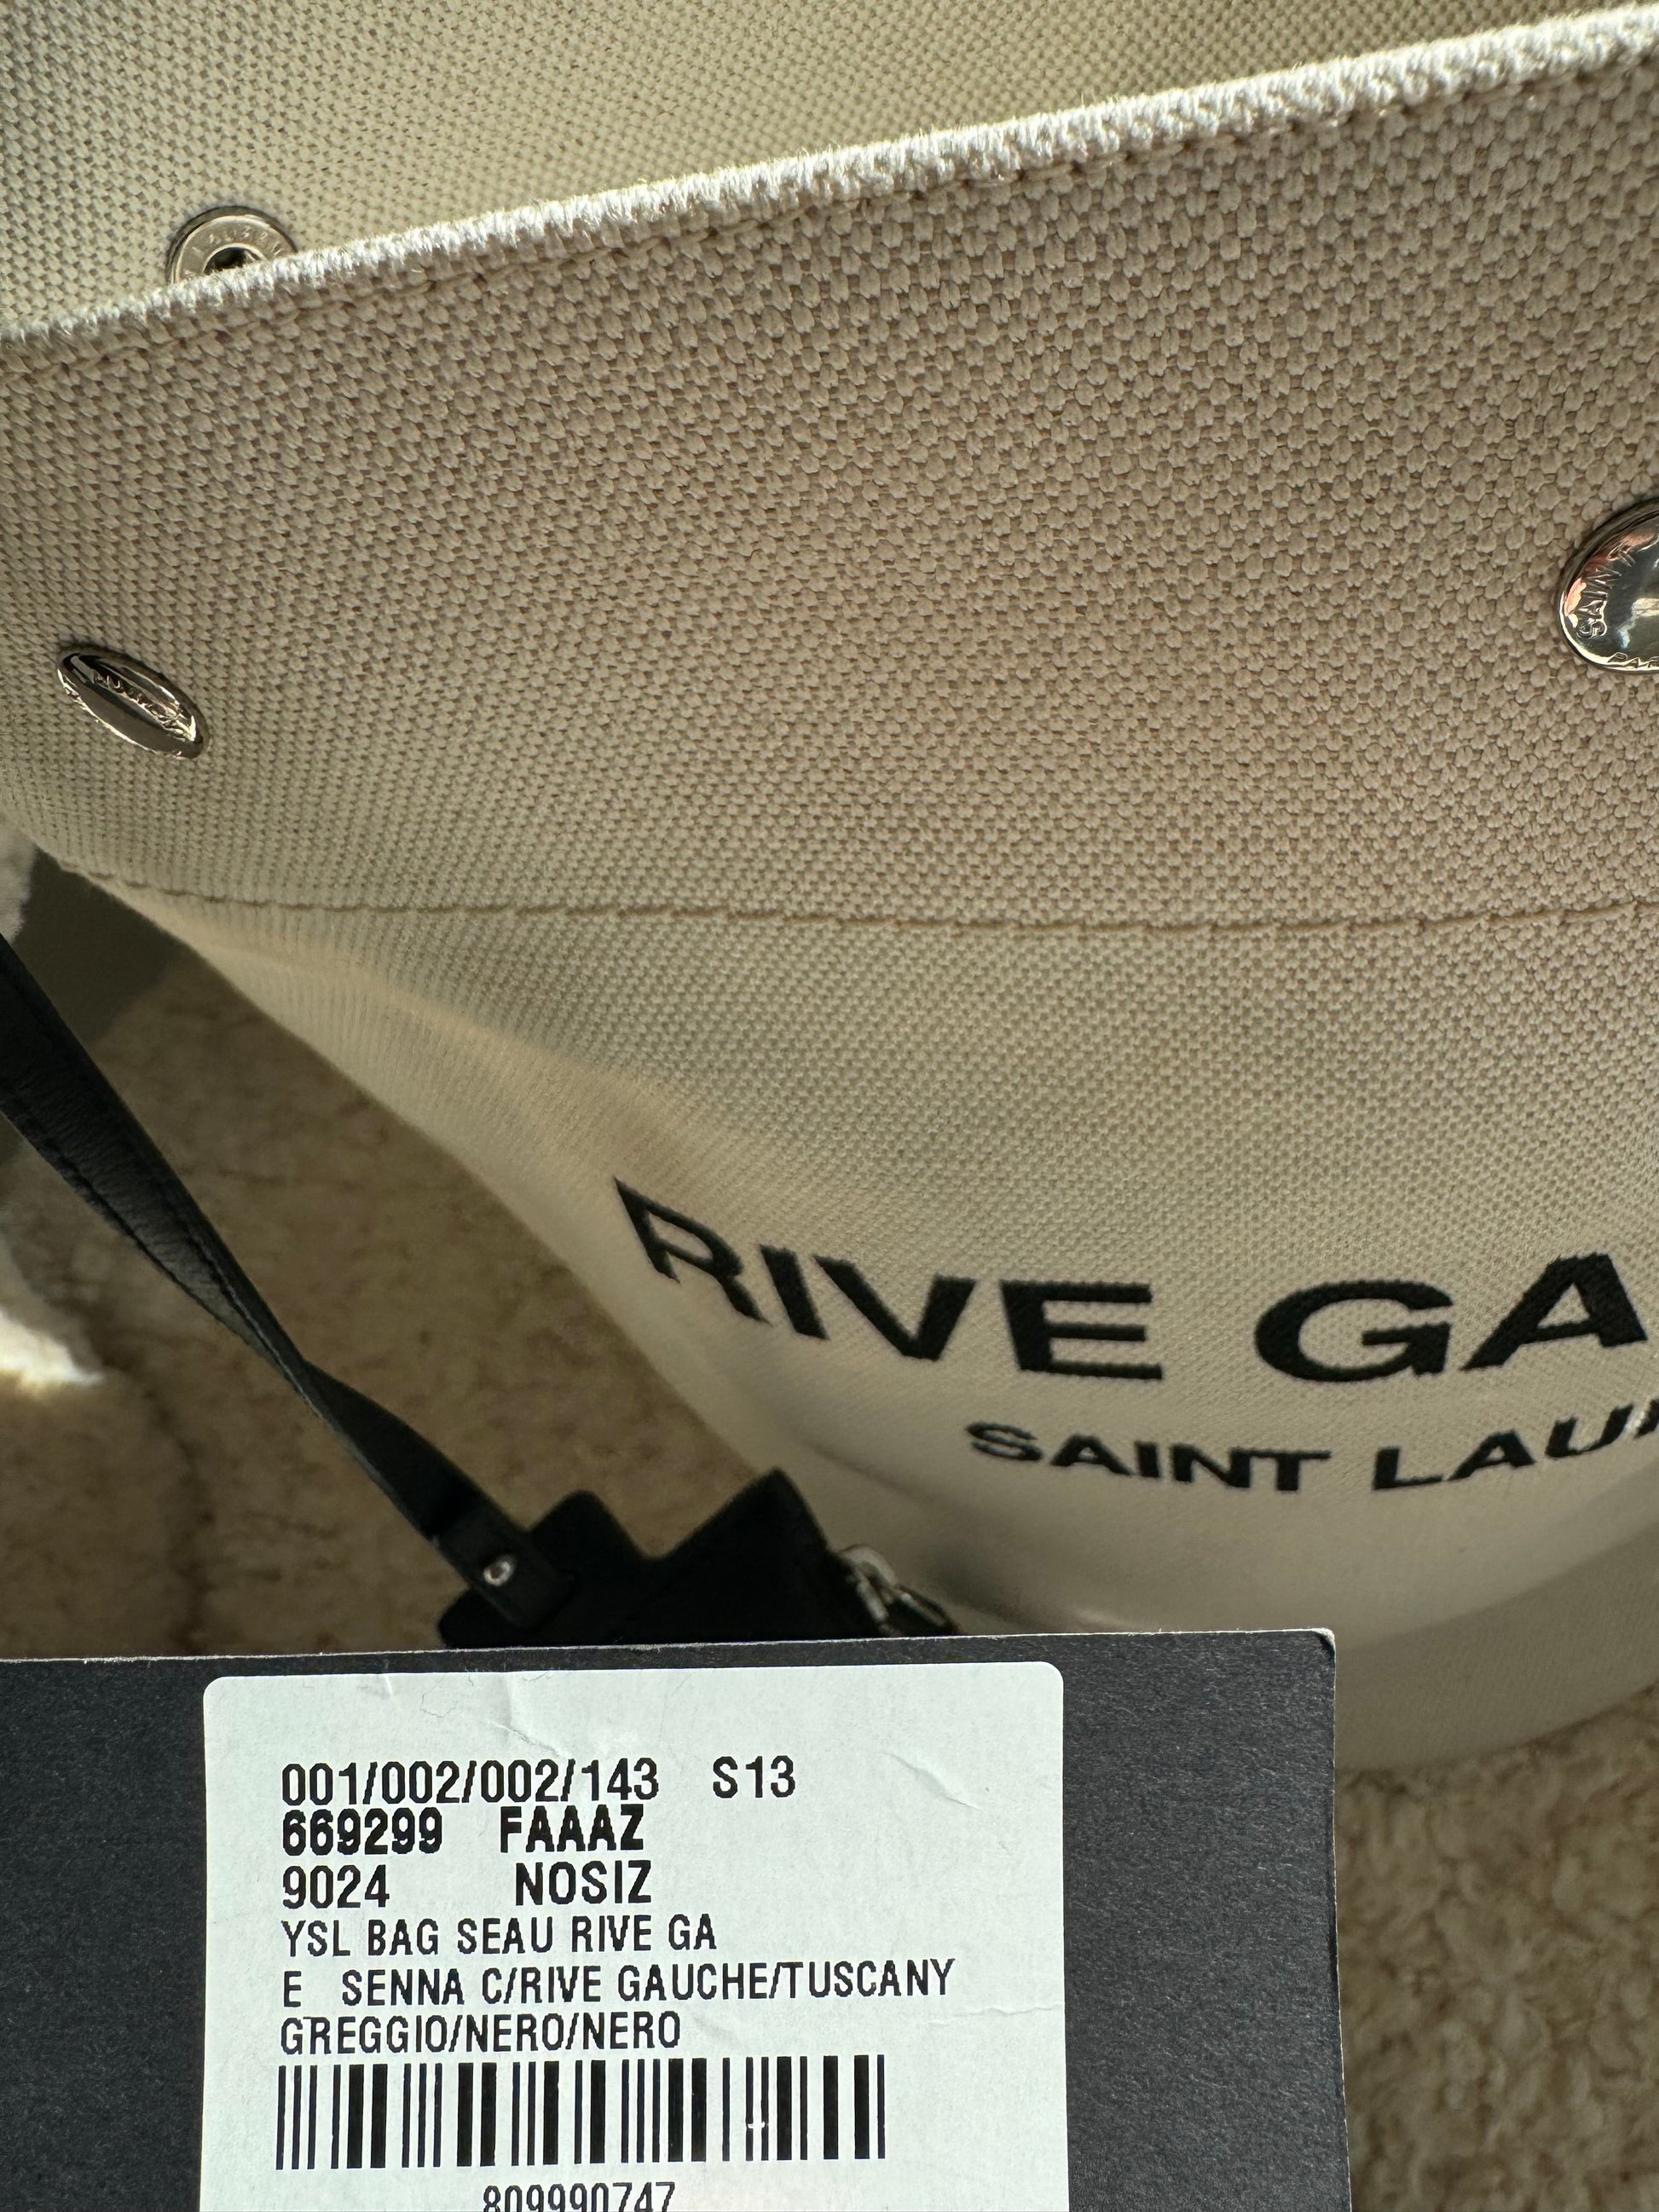 SAINT
RIVE GA
SAINT LAU
001/002/002/143 S13
669299 FAAAZ
9024 NOSIZ
YSL BAG SEAU RIVE GA
E SENNA C/RIVE GAUCHE/TUSCANY
GREGGIO/NERO/NERO
809990747